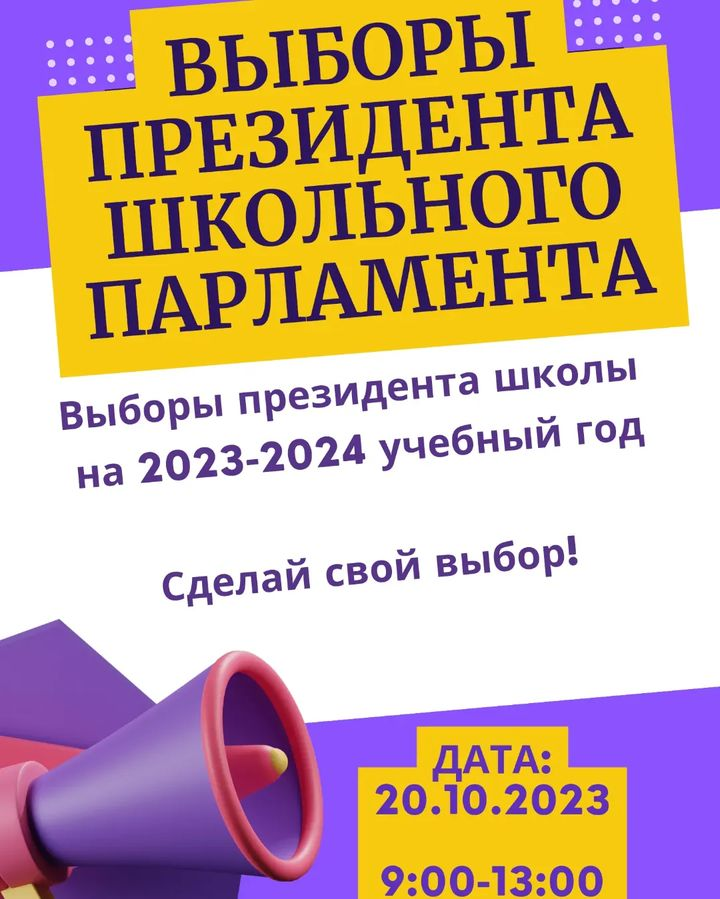 ВЫБОРЫ
ПРЕЗИДЕНТА
ШКОЛЬНОГО
ПАРЛАМЕНТА
Выборы президента школы
на 2023-2024 учебный год
Сделай свой выбор!
ДАТА:
20.10.2023
9:00-13:00